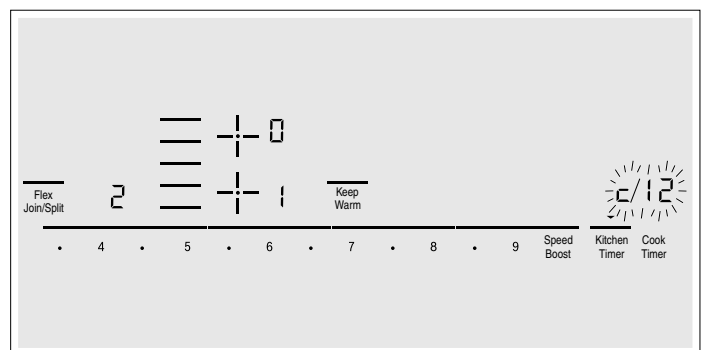 0
2 1
Flex
Join/Split
Keep
Warm
c/12
. 4 . 5 . 6 . 7 . 8 . 9
Speed
Boost
Kitchen
Timer
Cook
Timer